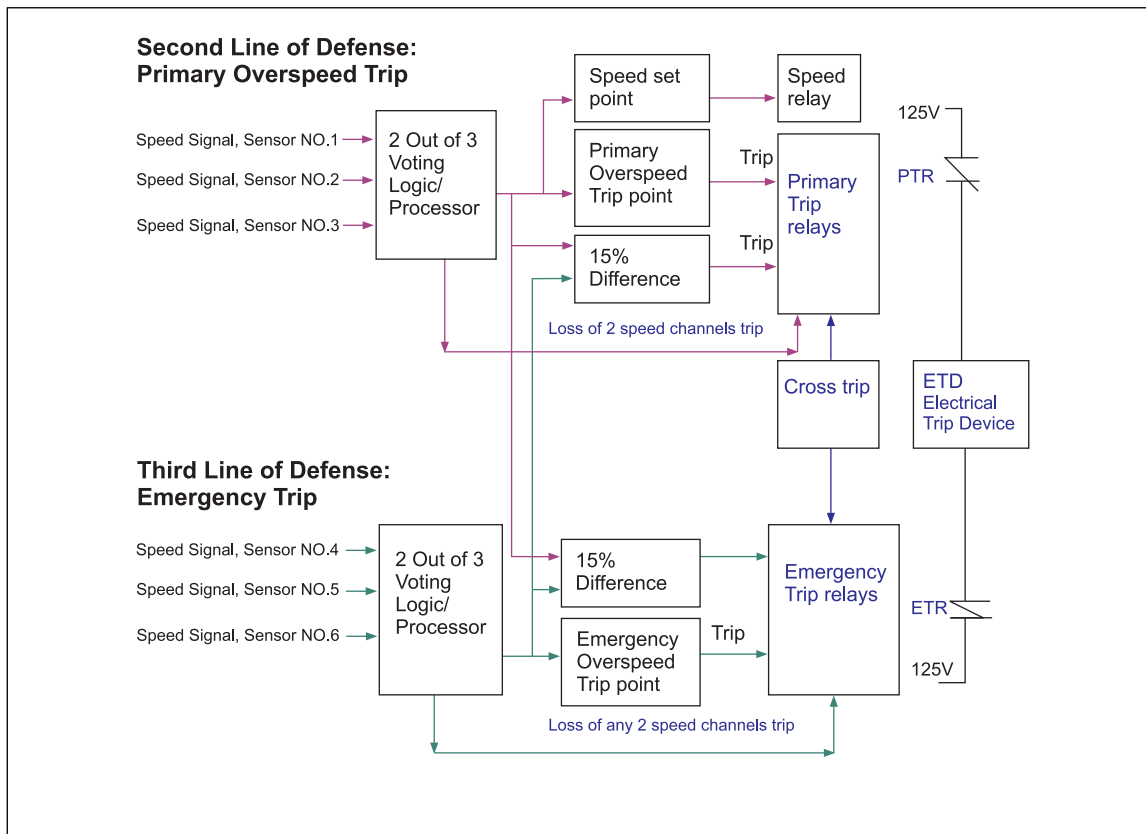 Second Line of Defense:
Primary Overspeed Trip
Speed Signal, Sensor NO.1
Speed Signal, Sensor NO.2
Speed Signal, Sensor NO.3
2 Out of 3
Voting
Logic/
Processor
Speed set
point
Speed
relay
Primary
Overspeed
Trip point
Trip
15%
Difference
Trip
Primary
Trip
relays
Loss of 2 speed channels trip
Cross trip
125V
PTR
ETD
Electrical
Trip Device
ETR
125V
Third Line of Defense:
Emergency Trip
Speed Signal, Sensor NO.4
Speed Signal, Sensor NO.5
Speed Signal, Sensor NO.6
2 Out of 3
Voting
Logic/
Processor
15%
Difference
Emergency
Overspeed
Trip point
Trip
Emergency
Trip relays
Loss of any 2 speed channels trip